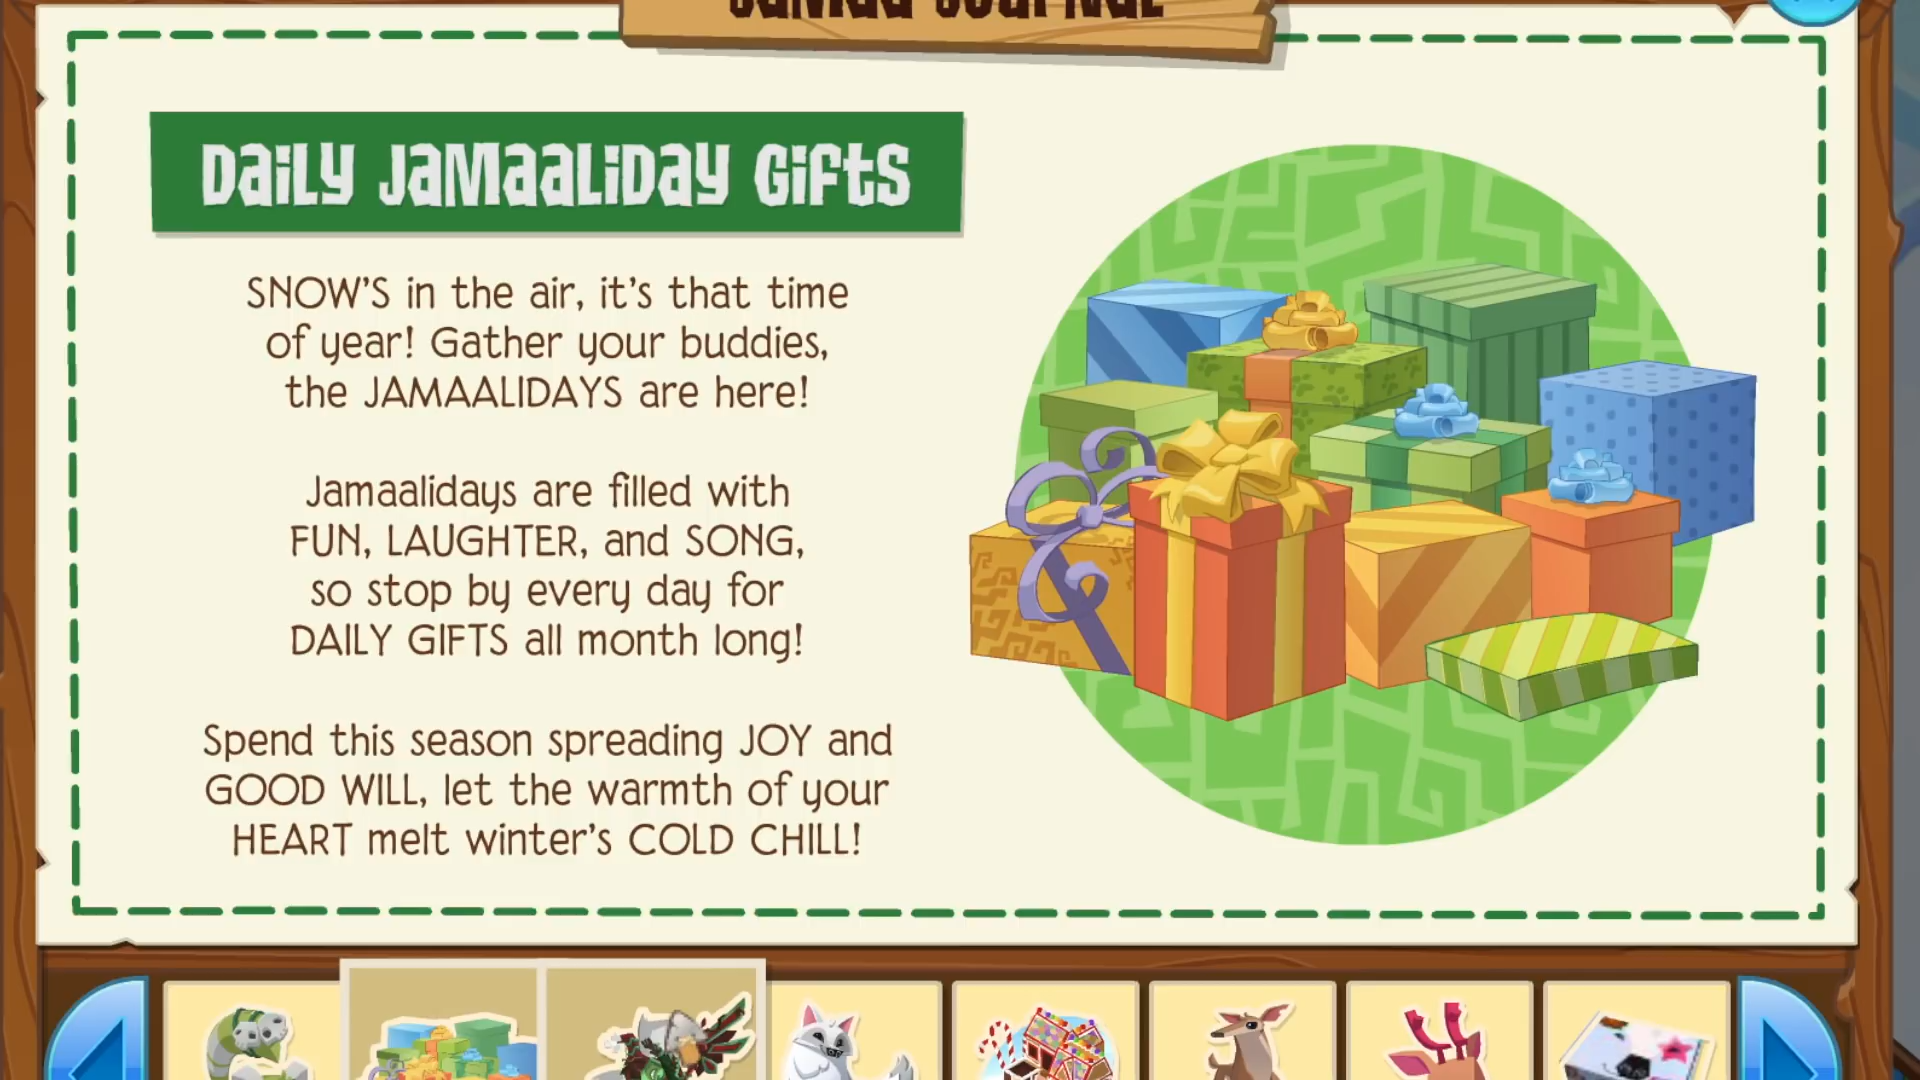 Jamaa Journal
Daily Jamaaliday Gifts
SNOW'S in the air, it's that time
of year! Gather your buddies,
the JAMAALIDAYS are here!
Jamaalidays are filled with
FUN, LAUGHTER, and SONG,
so stop by every day for
DAILY GIFTS all month long!
Spend this season spreading JOY and
GOOD WILL, let the warmth of your
HEART melt winter's COLD CHILL!